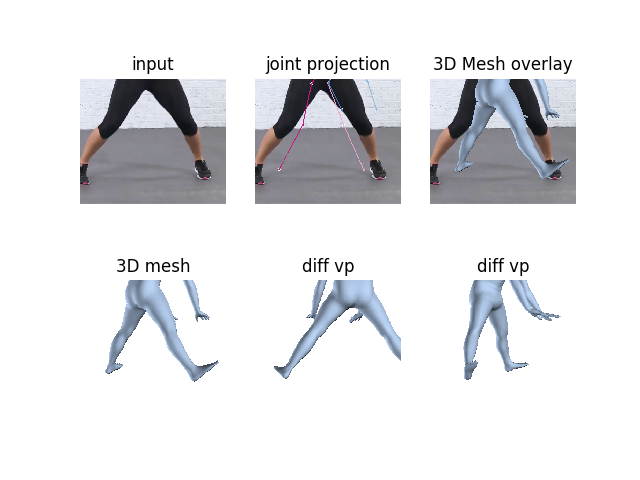 input
joint projection
3D Mesh overlay
3D mesh
diff vp
diff vp